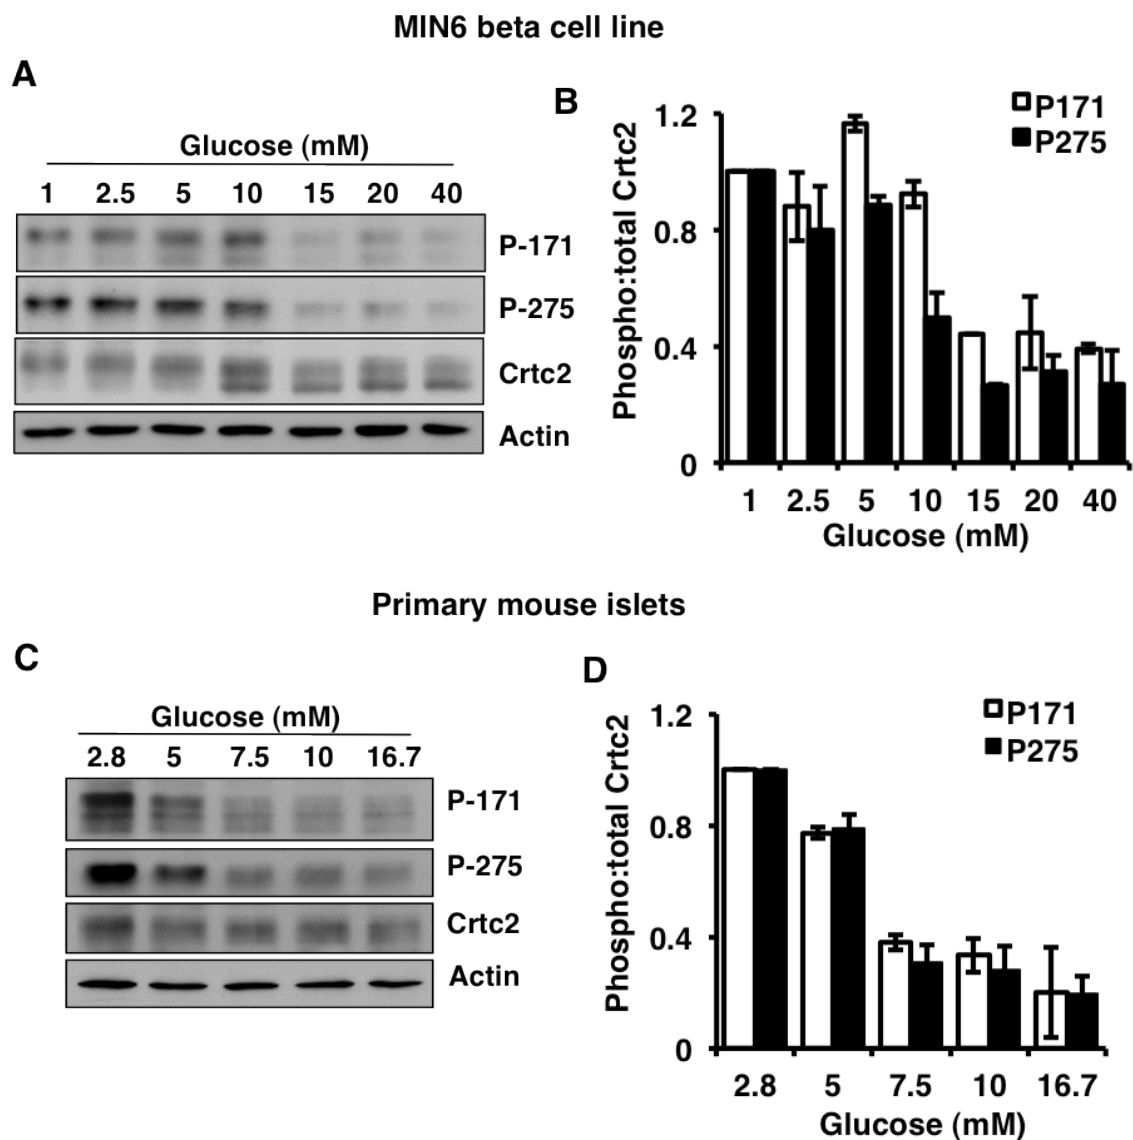 MIN6 beta cell line
A
Glucose (mM)
1 2.5 5 10 15 20 40
P-171
P-275
Crtc2
Actin
B
P171
P275
Phospho:total Crtc2
1.2
0.8
0.4
0
1 2.5 5 10 15 20 40
Glucose (mM)
Primary mouse islets
C
Glucose (mM)
2.8 5 7.5 10 16.7
P-171
P-275
Crtc2
Actin
D
P171
P275
Phospho:total Crtc2
1.2
0.8
0.4
0
2.8 5 7.5 10 16.7
Glucose (mM)